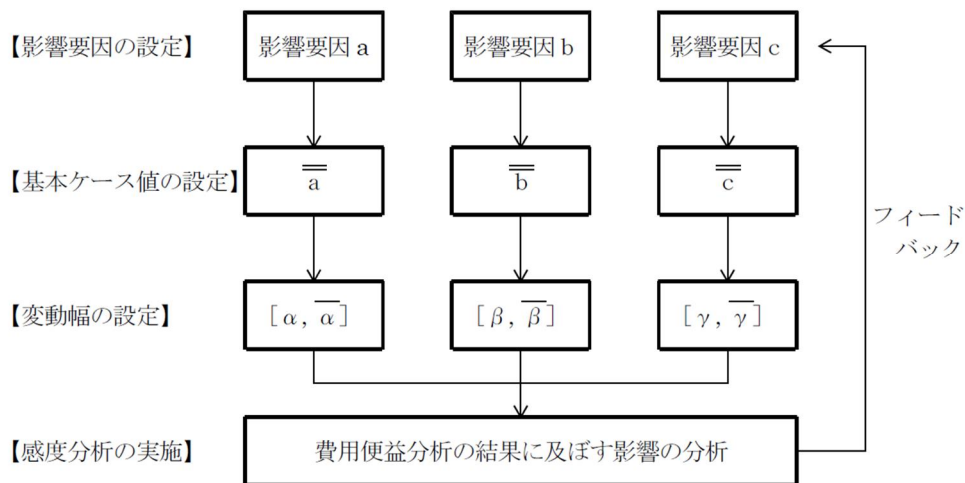 【影響要因の設定】
影響要因a
影響要因b
影響要因c
【基本ケース値の設定】
a
b
c
フィード
バック
【変動幅の設定】
[α, α]
[β, β]
[γ, γ]
【感度分析の実施】
費用便益分析の結果に及ぼす影響の分析